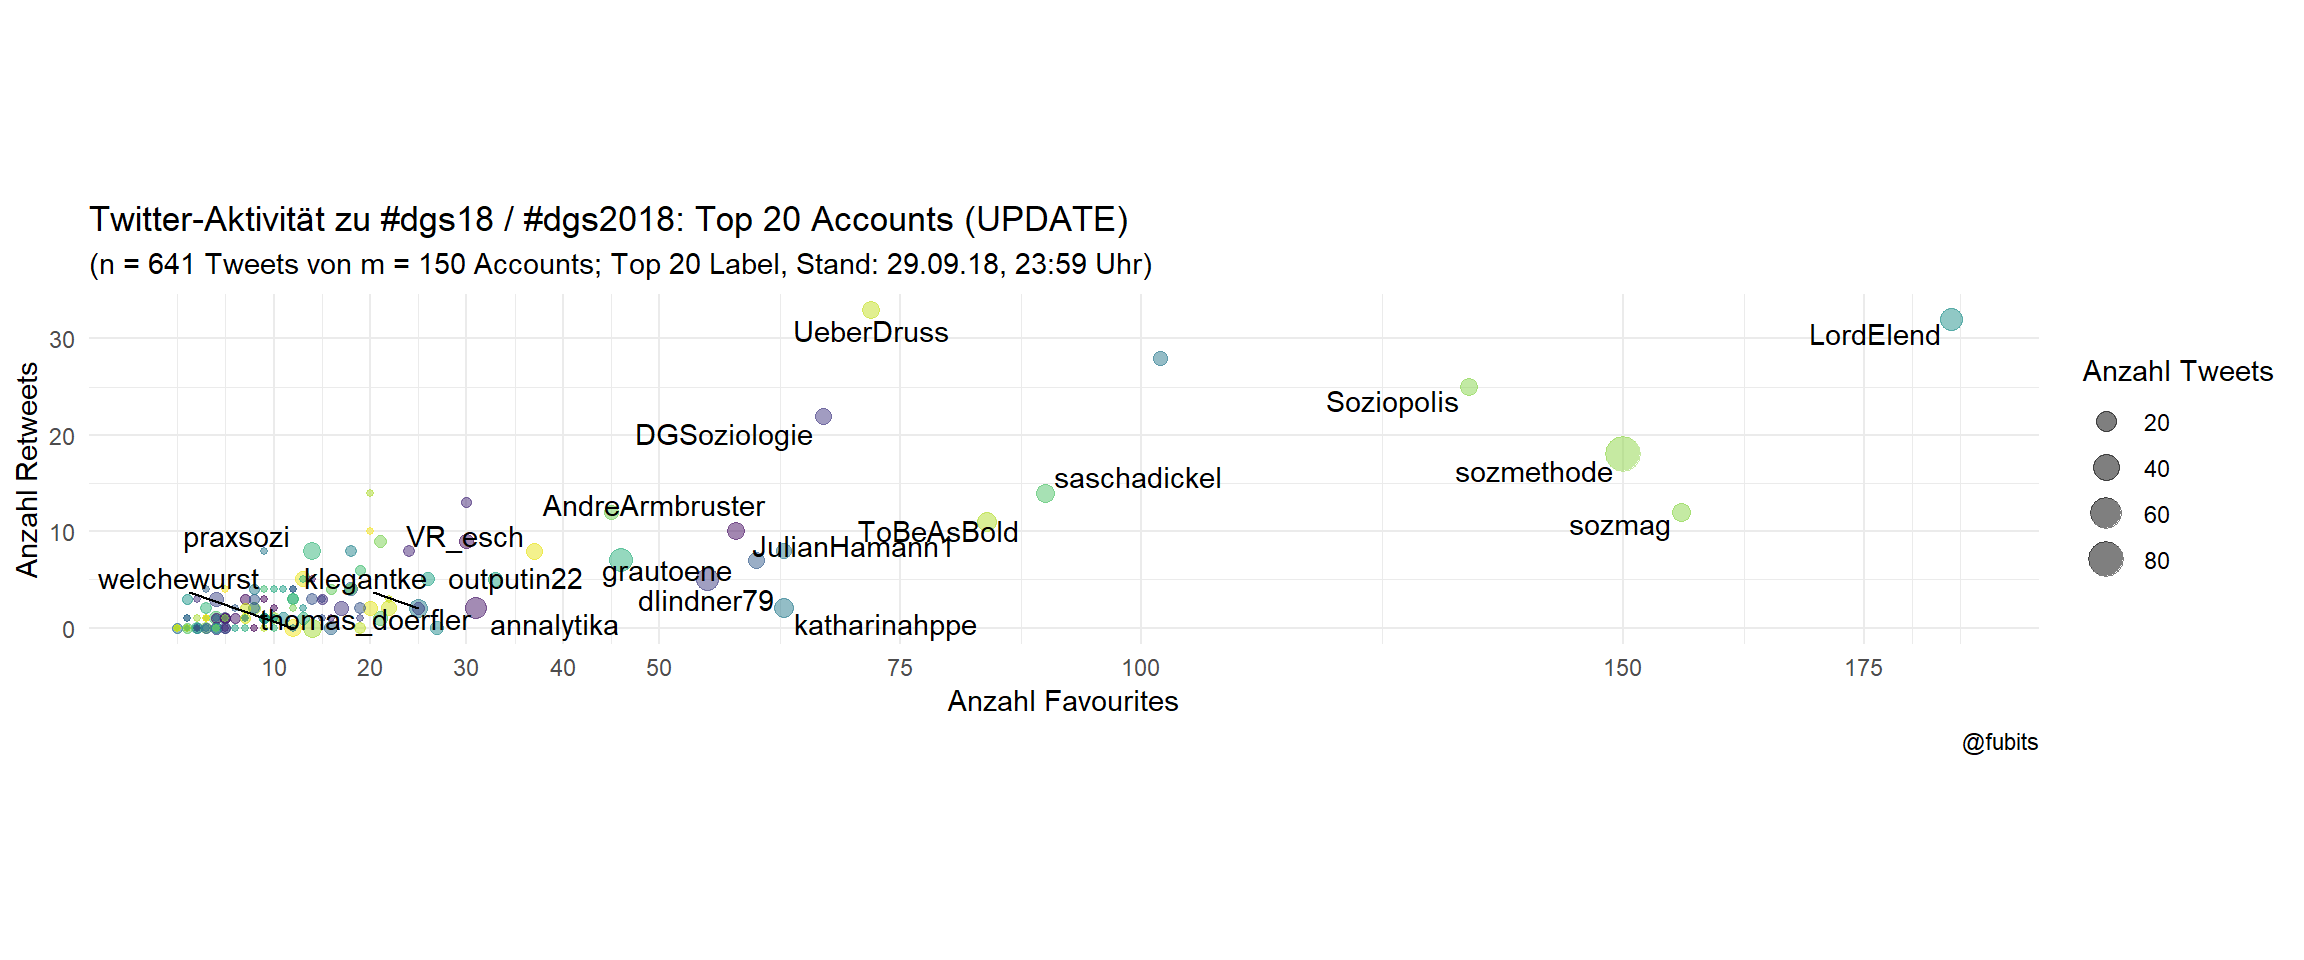 Twitter-Aktivität zu #dgs18 / #dgs2018: Top 20 Accounts (UPDATE)
(n = 641 Tweets von m = 150 Accounts; Top 20 Label, Stand: 29.09.18, 23:59 Uhr)
Anzahl Retweets
30
20
10
0
UeberDruss
LordElend
Soziopolis
DGSoziologie
sozmethode
saschadickel
AndreArmbruster
sozmag
ToBeAsBold
praxsozi
VR_esch
JulianHamann1
grautoene
welchewurst
klegantke
outputin22
dlindner79
thomas_doerfler
annalytika
katharinahppe
10
20
30
40
50
75
100
150
175
Anzahl Favourites
Anzahl Tweets
20
40
60
80
@fubits